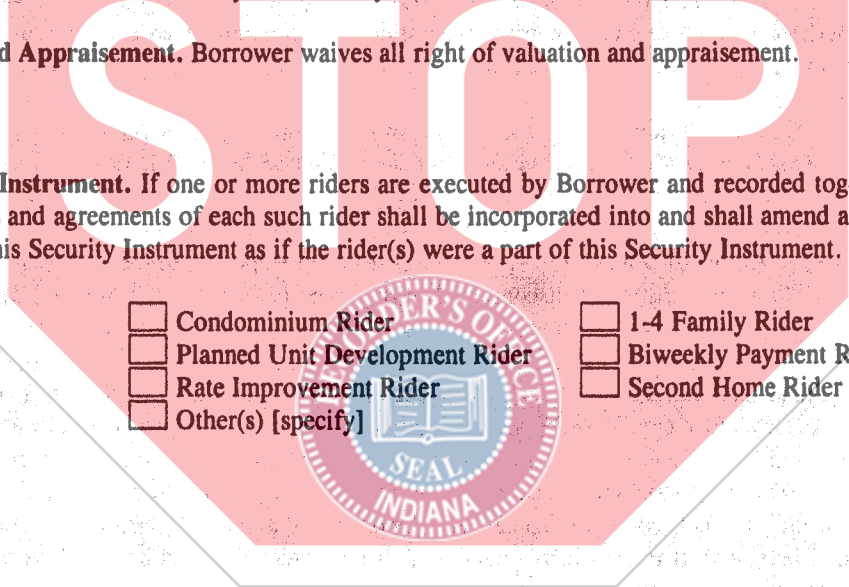 STOP
d Appraisement. Borrower waives all right of valuation and appraisement.
Instrument. If one or more riders are executed by Borrower and recorded tog
and agreements of each such rider shall be incorporated into and shall amend a
is Security Instrument as if the rider(s) were a part of this Security Instrument.
Condominium Rider 1-4 Family Rider
Planned Unit Development Rider Biweekly Payment R
Rate Improvement Rider Second Home Rider
Other(s) [specify]
RECORDER'S OFFICE
SEAL
INDIANA